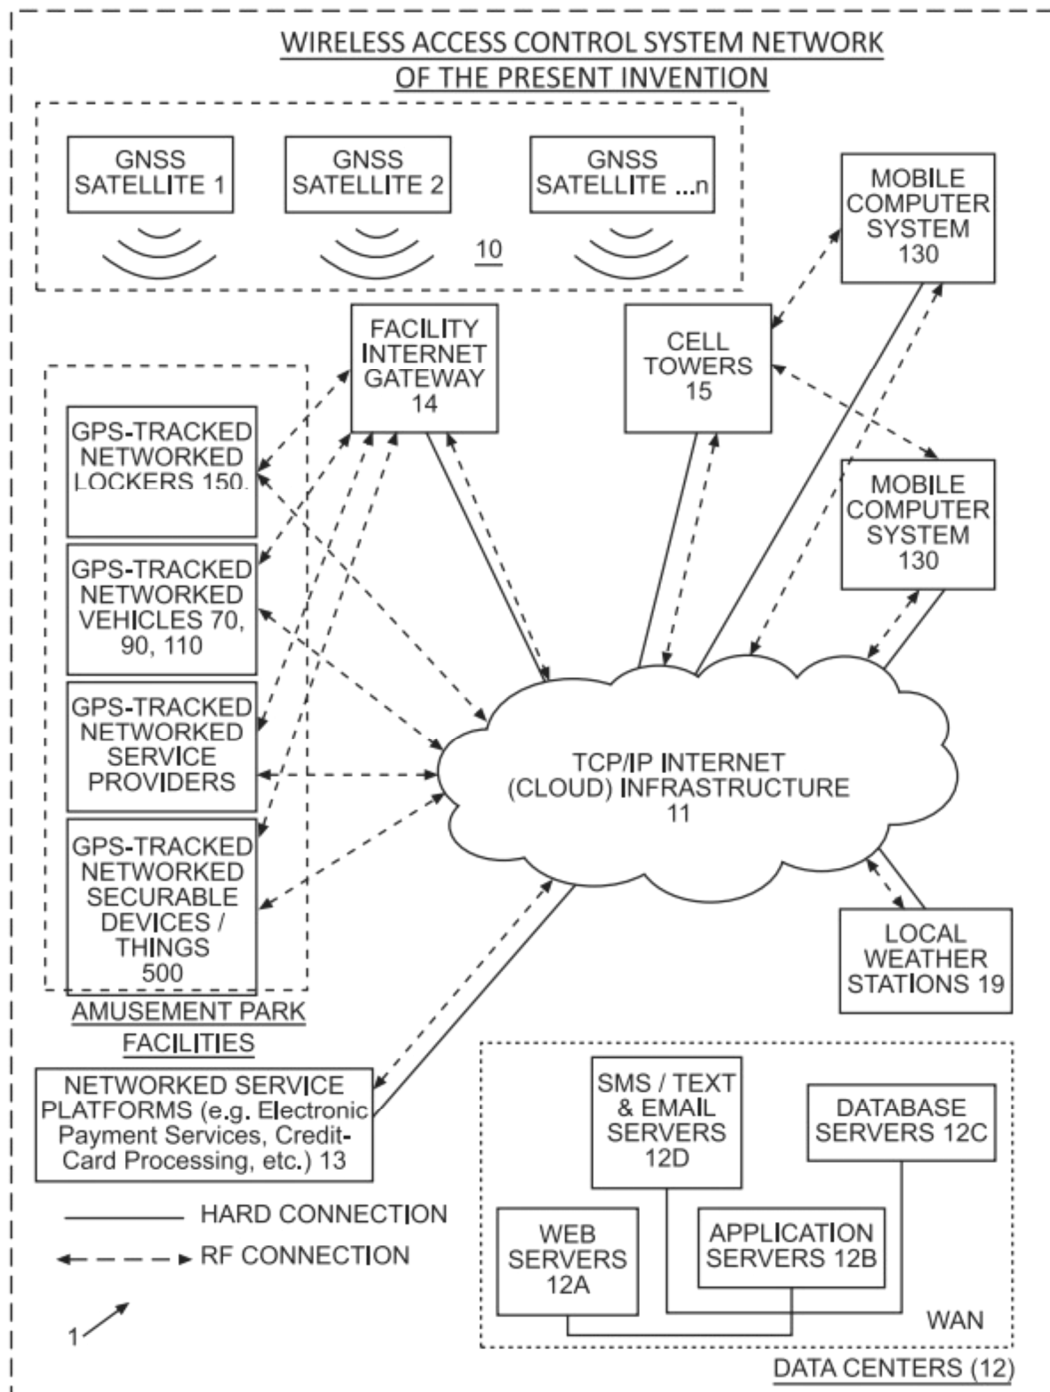 WIRELESS ACCESS CONTROL SYSTEM NETWORK
OF THE PRESENT INVENTION
GNSS
SATELLITE 1
GNSS
SATELLITE 2
GNSS
SATELLITE ...n
10
MOBILE
COMPUTER
SYSTEM
130
FACILITY
INTERNET
GATEWAY
14
CELL
TOWERS
15
GPS-TRACKED
NETWORKED
LOCKERS 150.
MOBILE
COMPUTER
SYSTEM
130
GPS-TRACKED
NETWORKED
VEHICLES 70,
90, 110
GPS-TRACKED
NETWORKED
SERVICE
PROVIDERS
TCP/IP INTERNET
(CLOUD) INFRASTRUCTURE
11
GPS-TRACKED
NETWORKED
SECURABLE
DEVICES /
THINGS
500
LOCAL
WEATHER
STATIONS 19
AMUSEMENT PARK
FACILITIES
NETWORKED SERVICE
PLATFORMS (e.g. Electronic
Payment Services, Credit-
Card Processing, etc.) 13
SMS / TEXT
& EMAIL
SERVERS
12D
DATABASE
SERVERS 12C
WEB
SERVERS
12A
APPLICATION
SERVERS 12B
WAN
DATA CENTERS (12)
HARD CONNECTION
RF CONNECTION
1